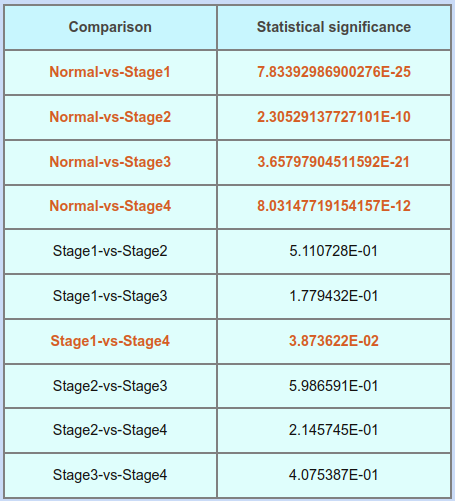 Comparison Statistical significance
Normal-vs-Stage1 7.83392986900276E-25
Normal-vs-Stage2 2.30529137727101E-10
Normal-vs-Stage3 3.65797904511592E-21
Normal-vs-Stage4 8.03147719154157E-12
Stage1-vs-Stage2 5.110728E-01
Stage1-vs-Stage3 1.779432E-01
Stage1-vs-Stage4 3.873622E-02
Stage2-vs-Stage3 5.986591E-01
Stage2-vs-Stage4 2.145745E-01
Stage3-vs-Stage4 4.075387E-01